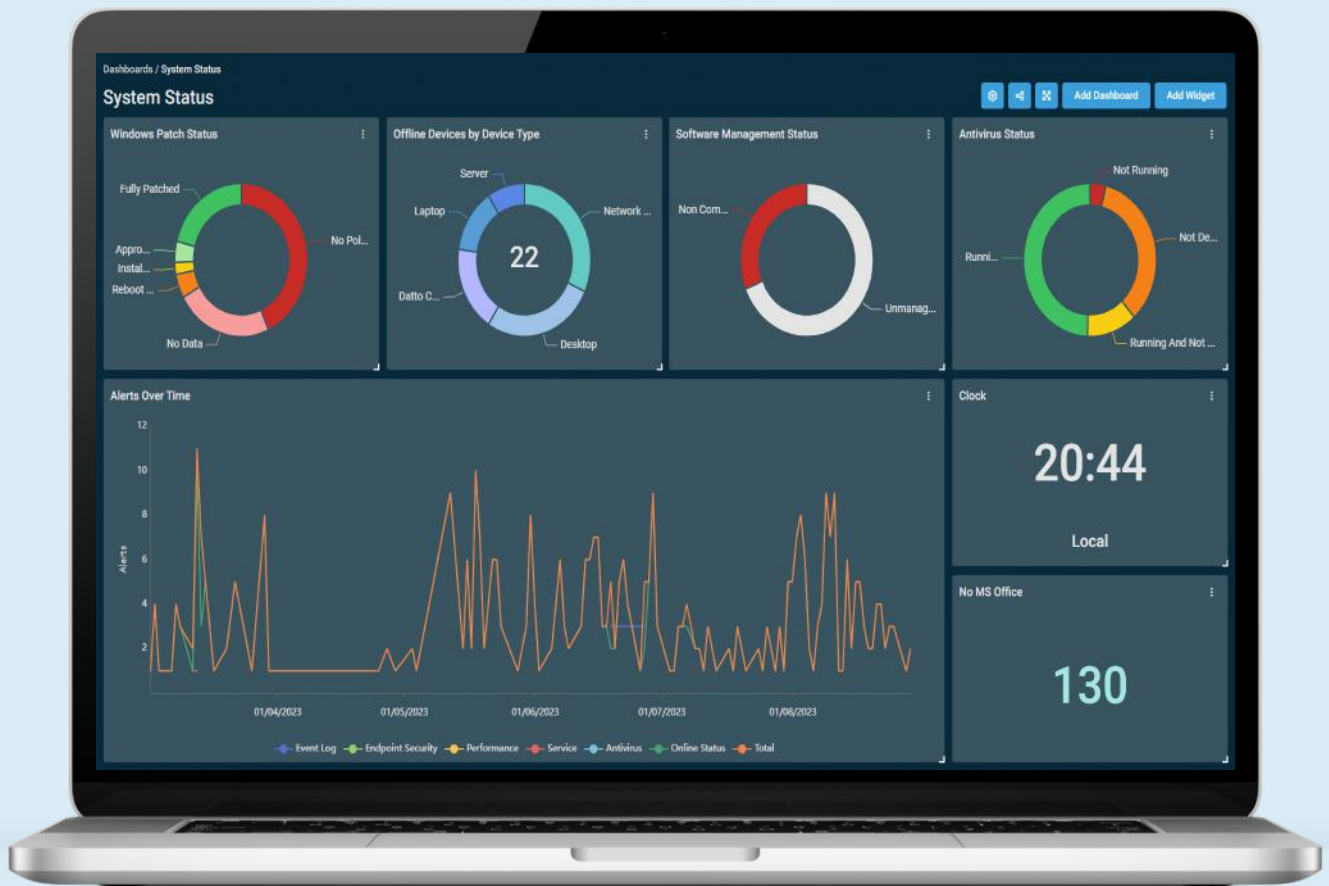 Dashboards / System Status
System Status
Add Dashboard
Add Widget
Windows Patch Status
Fully Patched
Appro...
Instal...
Reboot ...
No Data
No Pol...
Offline Devices by Device Type
Server
Laptop
Datto C...
Network ...
Desktop
22
Software Management Status
Non Com...
Unmanag...
Antivirus Status
Not Running
Not De...
Runni...
Running And Not ...
Alerts Over Time
12
10
8
6
4
2
Alerts
01/04/2023
01/05/2023
01/06/2023
01/07/2023
01/08/2023
Event Log
Endpoint Security
Performance
Service
Antivirus
Online Status
Total
Clock
20:44
Local
No MS Office
130